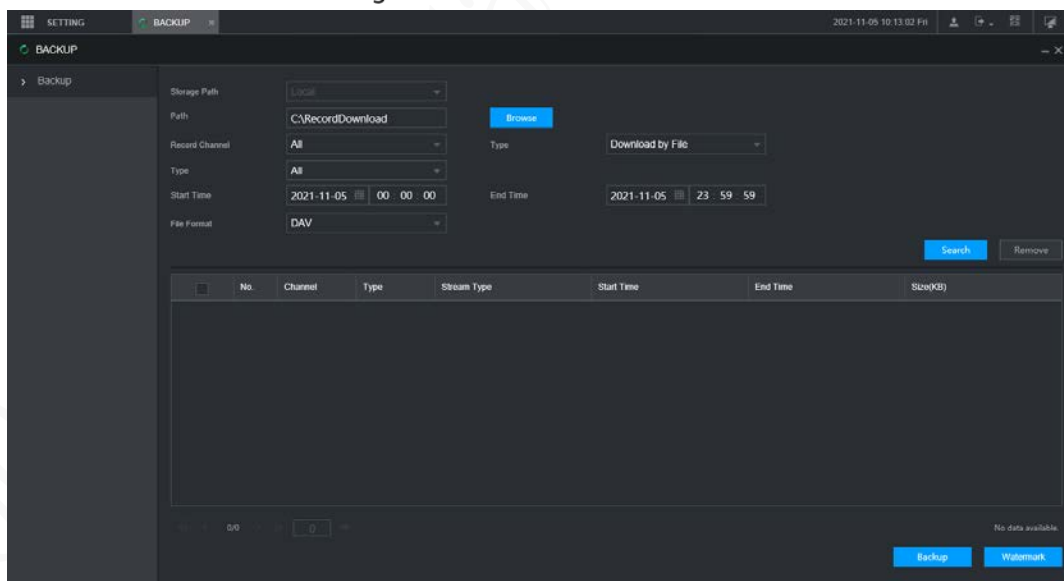 SETTING BACKUP 2021-11-05 10:13:02 Fri
BACKUP
Backup
Storage Path Local
Path C:\RecordDownload Browse
Record Channel All Type Download by File
Type All
Start Time 2021-11-05 00 : 00 : 00 End Time 2021-11-05 23 : 59 : 59
File Format DAV
Search Remove
No. Channel Type Stream Type Start Time End Time Size(KB)
0/0 0 No data available.
Backup Watermark